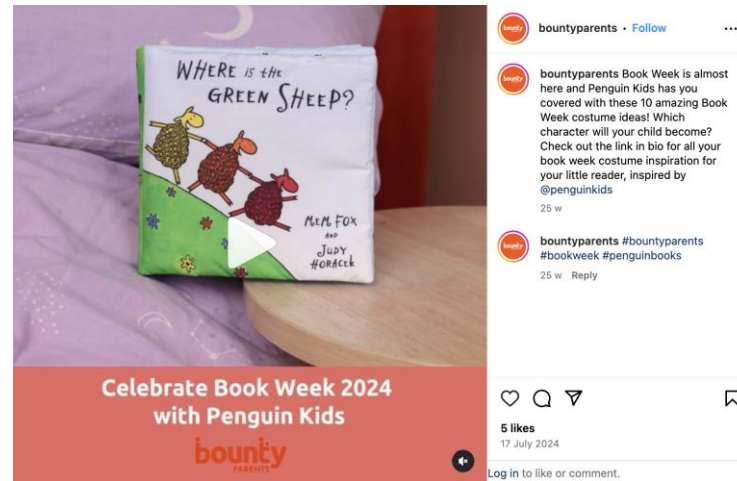 WHERE IS THE
GREEN SHEEP?
MEM FOX
AND
JUDY
HORACEK
Celebrate Book Week 2024
with Penguin Kids
bounty
PARENTS
bounty
bountyparents • Follow
...
bounty
bountyparents Book Week is almost
here and Penguin Kids has you
covered with these 10 amazing Book
Week costume ideas! Which
character will your child become?
Check out the link in bio for all your
book week costume inspiration for
your little reader, inspired by
@penguinkids
25 w
bounty
bountyparents #bountyparents
#bookweek #penguinbooks
25 w Reply
5 likes
17 July 2024
Log in to like or comment.